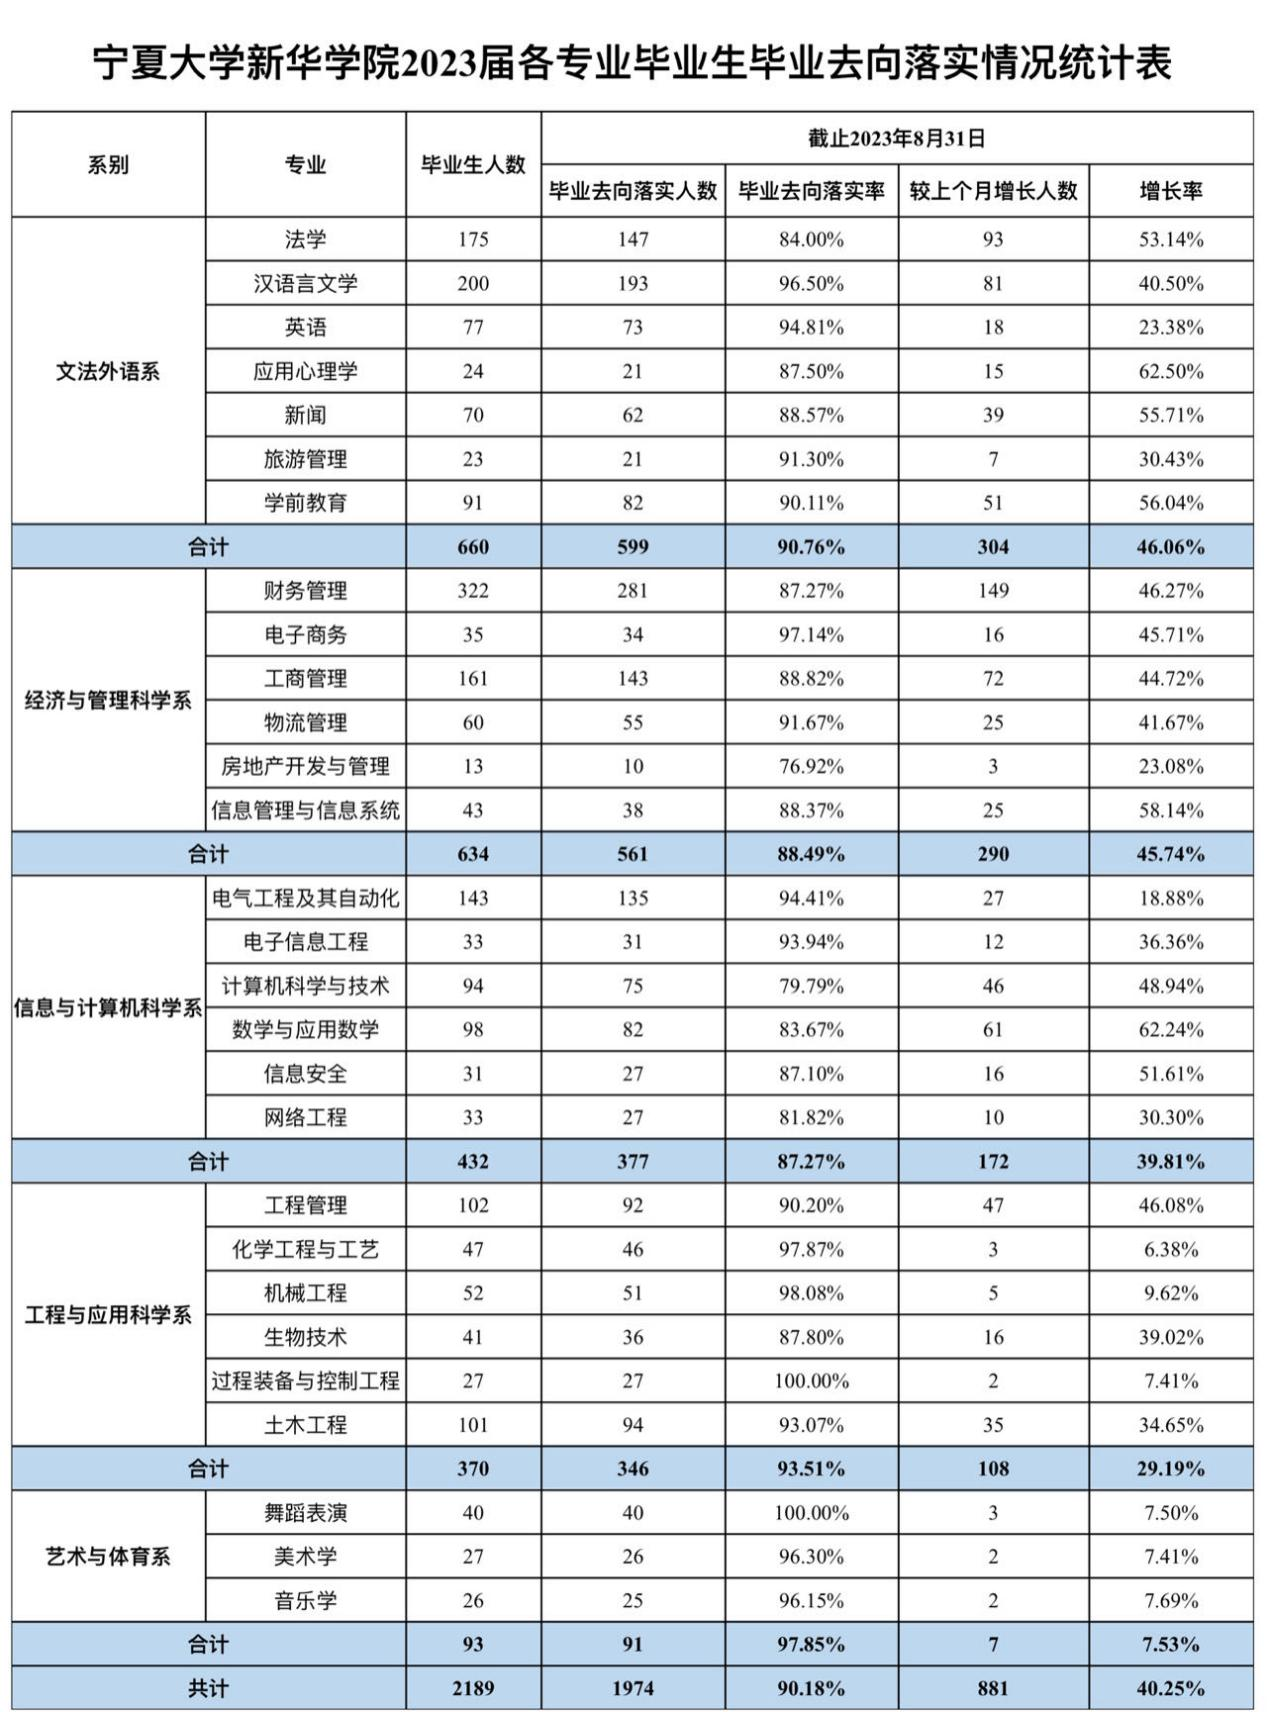 宁夏大学新华学院2023届各专业毕业生毕业去向落实情况统计表
系别 专业 毕业生人数 截止2023年8月31日
毕业去向落实人数 毕业去向落实率 较上个月增长人数 增长率
文法外语系
法学 175 147 84.00% 93 53.14%
汉语言文学 200 193 96.50% 81 40.50%
英语 77 73 94.81% 18 23.38%
应用心理学 24 21 87.50% 15 62.50%
新闻 70 62 88.57% 39 55.71%
旅游管理 23 21 91.30% 7 30.43%
学前教育 91 82 90.11% 51 56.04%
合计 660 599 90.76% 304 46.06%
经济与管理科学系
财务管理 322 281 87.27% 149 46.27%
电子商务 35 34 97.14% 16 45.71%
工商管理 161 143 88.82% 72 44.72%
物流管理 60 55 91.67% 25 41.67%
房地产开发与管理 13 10 76.92% 3 23.08%
信息管理与信息系统 43 38 88.37% 25 58.14%
合计 634 561 88.49% 290 45.74%
信息与计算机科学系
电气工程及其自动化 143 135 94.41% 27 18.88%
电子信息工程 33 31 93.94% 12 36.36%
计算机科学与技术 94 75 79.79% 46 48.94%
数学与应用数学 98 82 83.67% 61 62.24%
信息安全 31 27 87.10% 16 51.61%
网络工程 33 27 81.82% 10 30.30%
合计 432 377 87.27% 172 39.81%
工程与应用科学系
工程管理 102 92 90.20% 47 46.08%
化学工程与工艺 47 46 97.87% 3 6.38%
机械工程 52 51 98.08% 5 9.62%
生物技术 41 36 87.80% 16 39.02%
过程装备与控制工程 27 27 100.00% 2 7.41%
土木工程 101 94 93.07% 35 34.65%
合计 370 346 93.51% 108 29.19%
艺术与体育系
舞蹈表演 40 40 100.00% 3 7.50%
美术学 27 26 96.30% 2 7.41%
音乐学 26 25 96.15% 2 7.69%
合计 93 91 97.85% 7 7.53%
共计 2189 1974 90.18% 881 40.25%